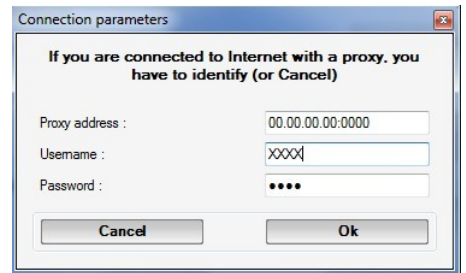 Connection parameters
If you are connected to Internet with a proxy, you
have to identify (or Cancel)
Proxy address : 00.00.00.00:0000
Username : XXXX
Password : ●●●●
Cancel Ok